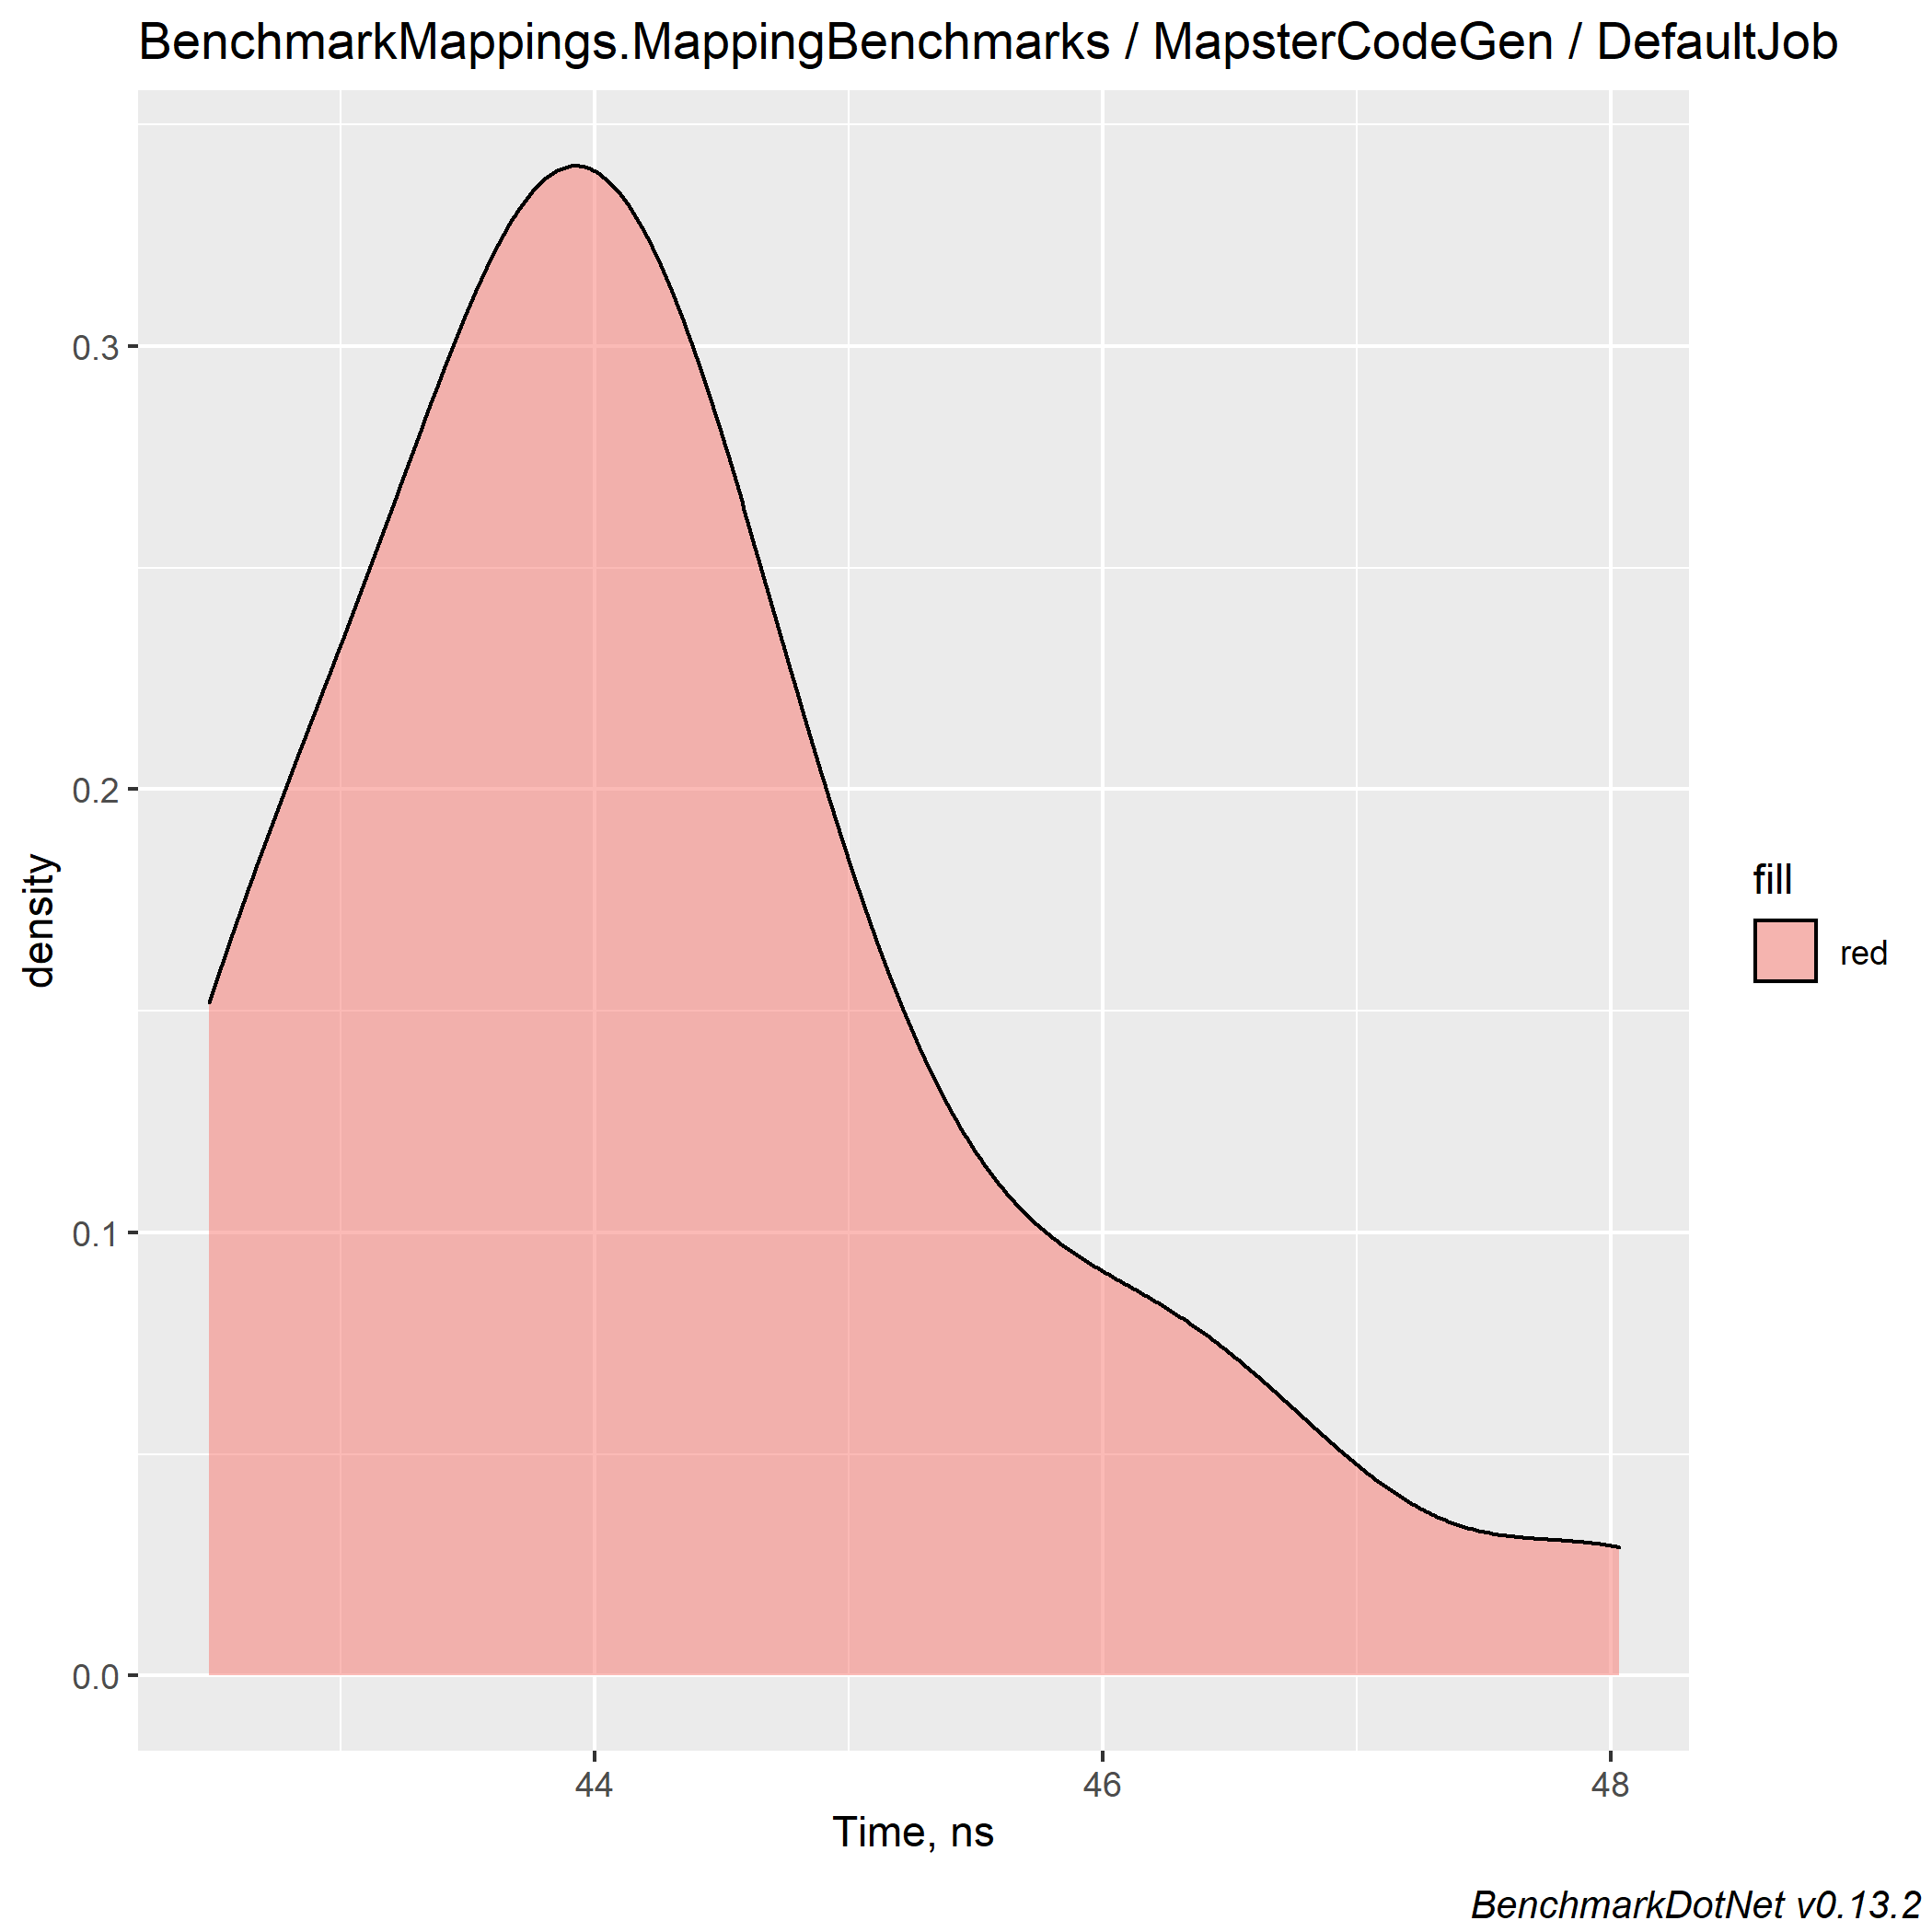 BenchmarkMappings.MappingBenchmarks / MapsterCodeGen / DefaultJob
0.3
0.2
0.1
0.0
density
44 46 48
Time, ns
fill
red
BenchmarkDotNet v0.13.2